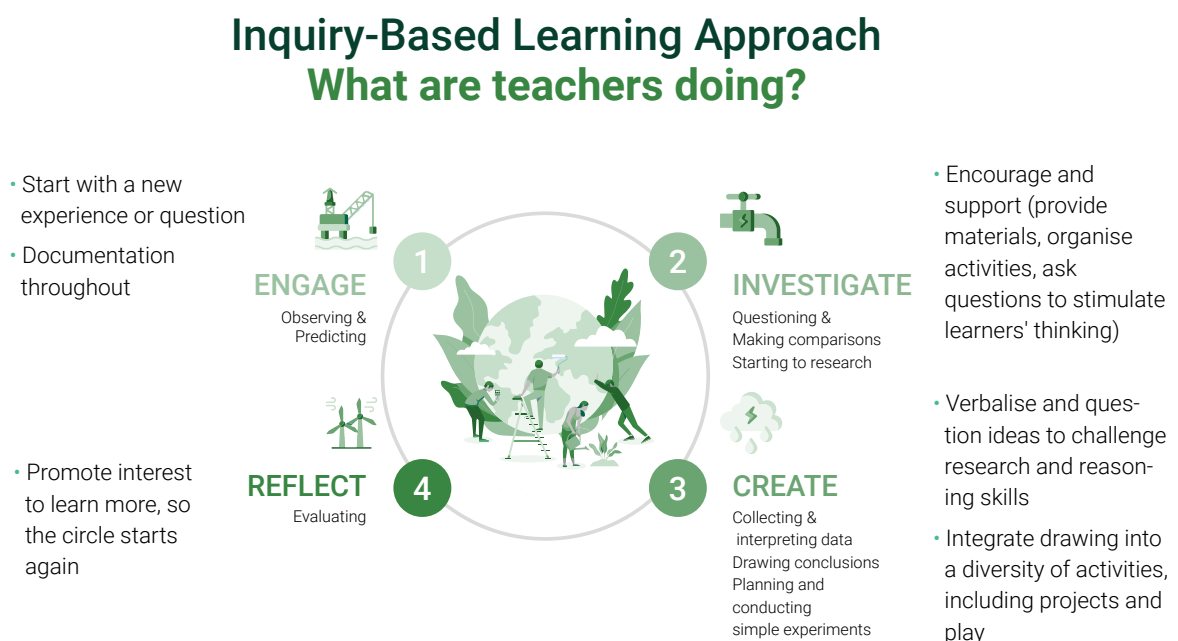 Inquiry-Based Learning Approach
What are teachers doing?
• Start with a new
experience or question
• Documentation
throughout
1
ENGAGE
Observing &
Predicting
2
INVESTIGATE
Questioning &
Making comparisons
Starting to research
• Encourage and
support (provide
materials, organise
activities, ask
questions to stimulate
learners' thinking)
• Promote interest
to learn more, so
the circle starts
again
REFLECT
4
Evaluating
3
CREATE
Collecting &
interpreting data
Drawing conclusions
Planning and
conducting
simple experiments
• Verbalise and ques-
tion ideas to challenge
research and reason-
ing skills
• Integrate drawing into
a diversity of activities,
including projects and
play